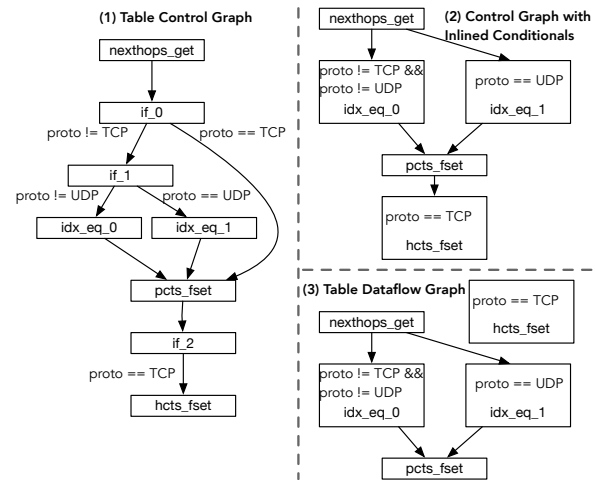 (1) Table Control Graph
nexthops_get
if_0
proto != TCP
proto == TCP
if_1
proto != UDP
proto == UDP
idx_eq_0
idx_eq_1
pcts_fset
if_2
proto == TCP
hcts_fset
(2) Control Graph with
Inlined Conditionals
nexthops_get
proto != TCP &&
proto != UDP
idx_eq_0
proto == UDP
idx_eq_1
pcts_fset
proto == TCP
hcts_fset
(3) Table Dataflow Graph
nexthops_get
proto == TCP
hcts_fset
proto != TCP &&
proto != UDP
idx_eq_0
proto == UDP
idx_eq_1
pcts_fset